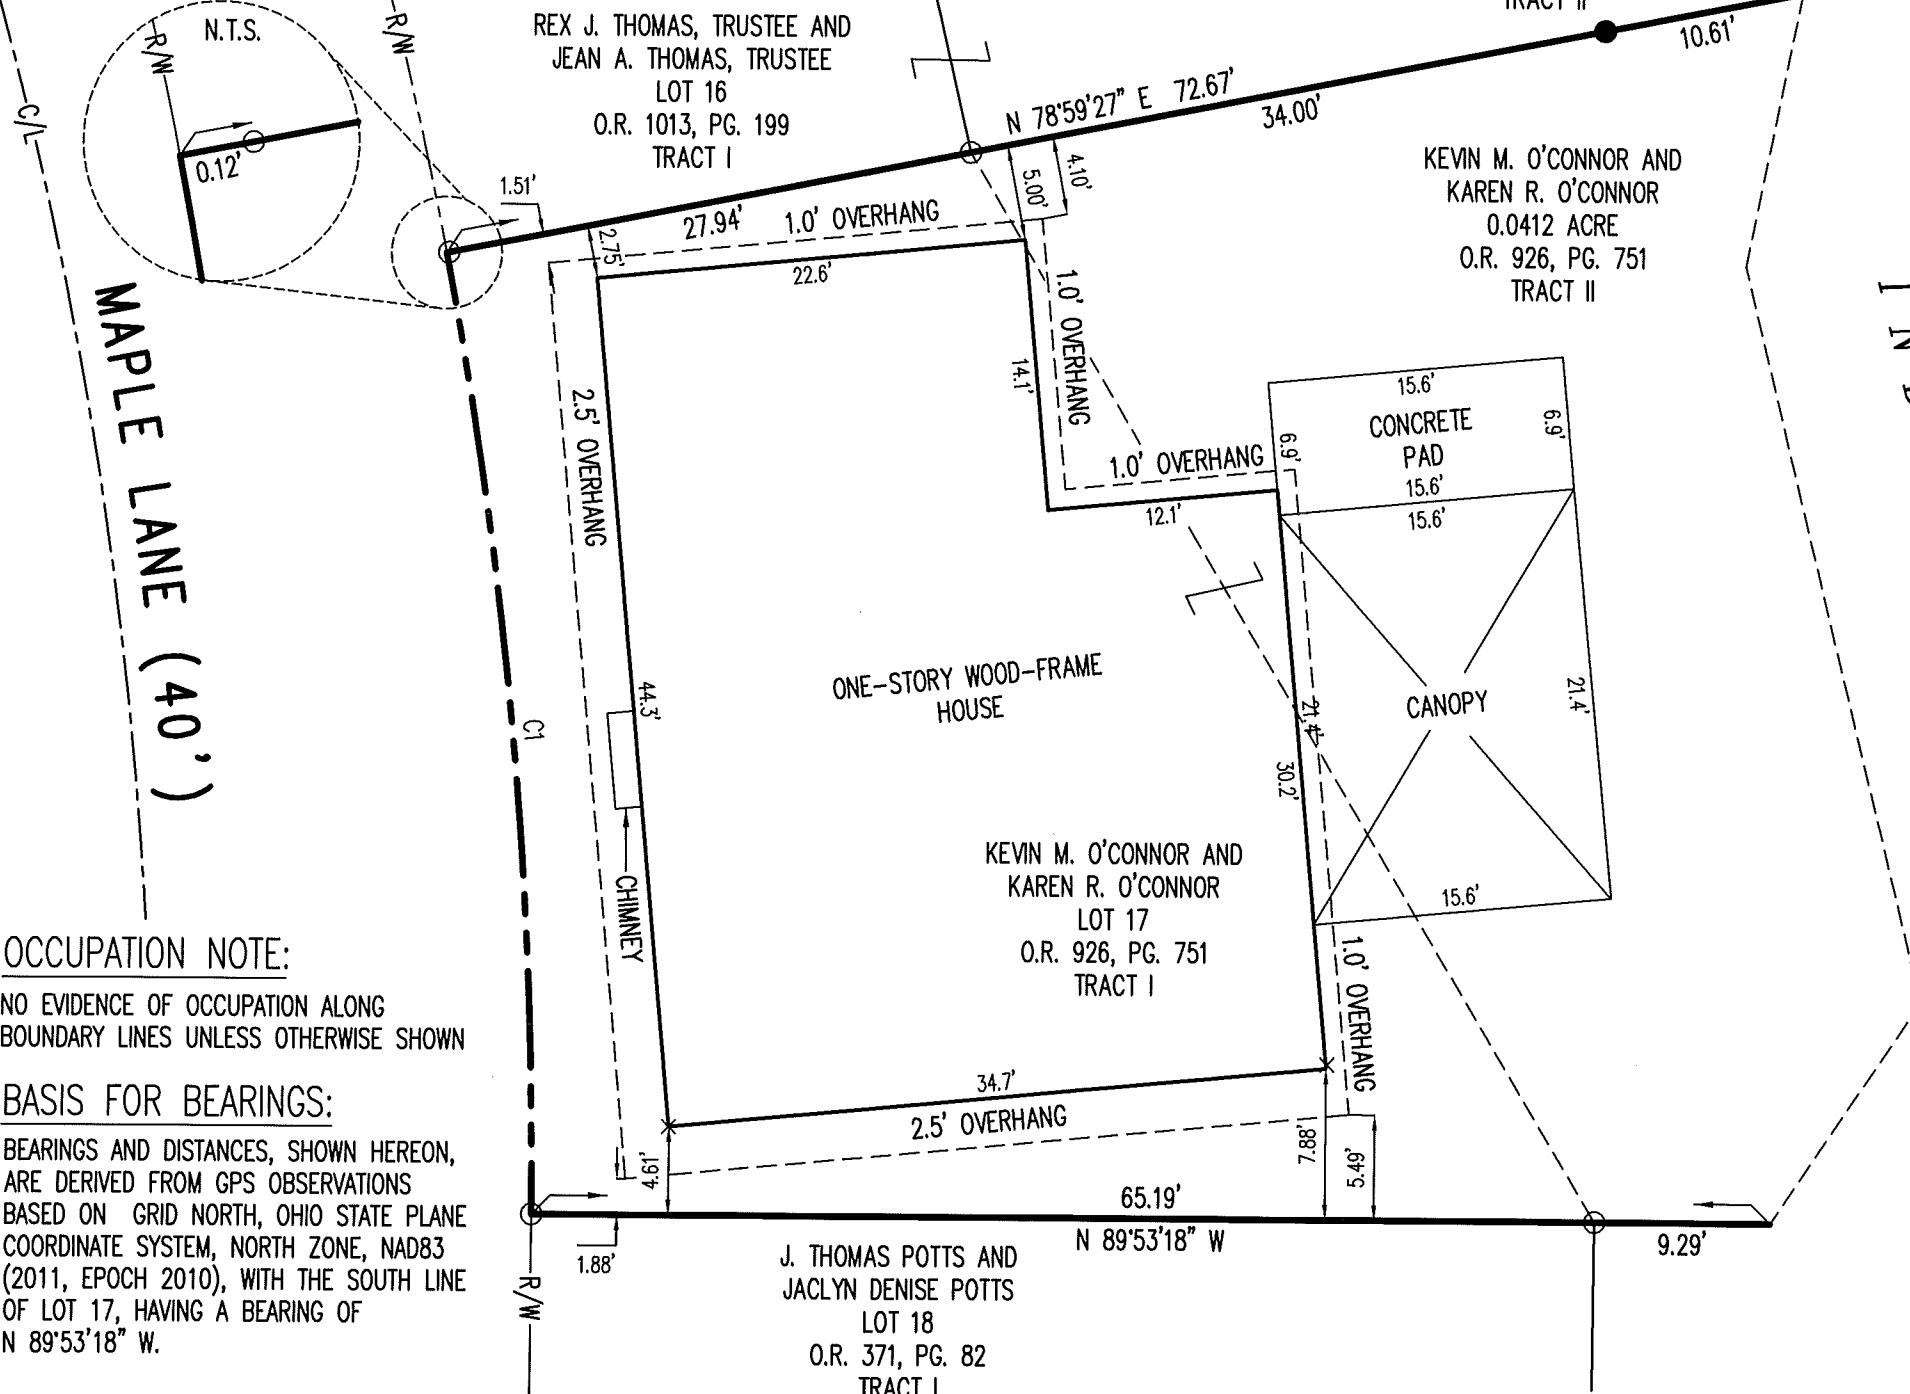 TRACT II
10.61'
N.T.S.
R/W
R/W
C/L
0.12'
REX J. THOMAS, TRUSTEE AND
JEAN A. THOMAS, TRUSTEE
LOT 16
O.R. 1013, PG. 199
TRACT I
N 78°59'27" E 72.67'
34.00'
KEVIN M. O'CONNOR AND
KAREN R. O'CONNOR
0.0412 ACRE
O.R. 926, PG. 751
TRACT II
1.51'
27.94'
1.0' OVERHANG
5.00'
4.10'
2.75'
22.6'
1.0' OVERHANG
14.1'
2.5' OVERHANG
MAPLE LANE (40')
1.0' OVERHANG
12.1'
15.6'
CONCRETE
PAD
6.9'
6.9'
15.6'
15.6'
CANOPY
21.4'
21.4'
15.6'
ONE-STORY WOOD-FRAME
HOUSE
44.3'
C1
30.2'
CHIMNEY
KEVIN M. O'CONNOR AND
KAREN R. O'CONNOR
LOT 17
O.R. 926, PG. 751
TRACT I
1.0' OVERHANG
34.7'
2.5' OVERHANG
4.61'
7.88'
5.49'
65.19'
N 89°53'18" W
9.29'
1.88'
R/W
J. THOMAS POTTS AND
JACLYN DENISE POTTS
LOT 18
O.R. 371, PG. 82
TRACT I
OCCUPATION NOTE:
NO EVIDENCE OF OCCUPATION ALONG
BOUNDARY LINES UNLESS OTHERWISE SHOWN
BASIS FOR BEARINGS:
BEARINGS AND DISTANCES, SHOWN HEREON,
ARE DERIVED FROM GPS OBSERVATIONS
BASED ON GRID NORTH, OHIO STATE PLANE
COORDINATE SYSTEM, NORTH ZONE, NAD83
(2011, EPOCH 2010), WITH THE SOUTH LINE
OF LOT 17, HAVING A BEARING OF
N 89°53'18" W.